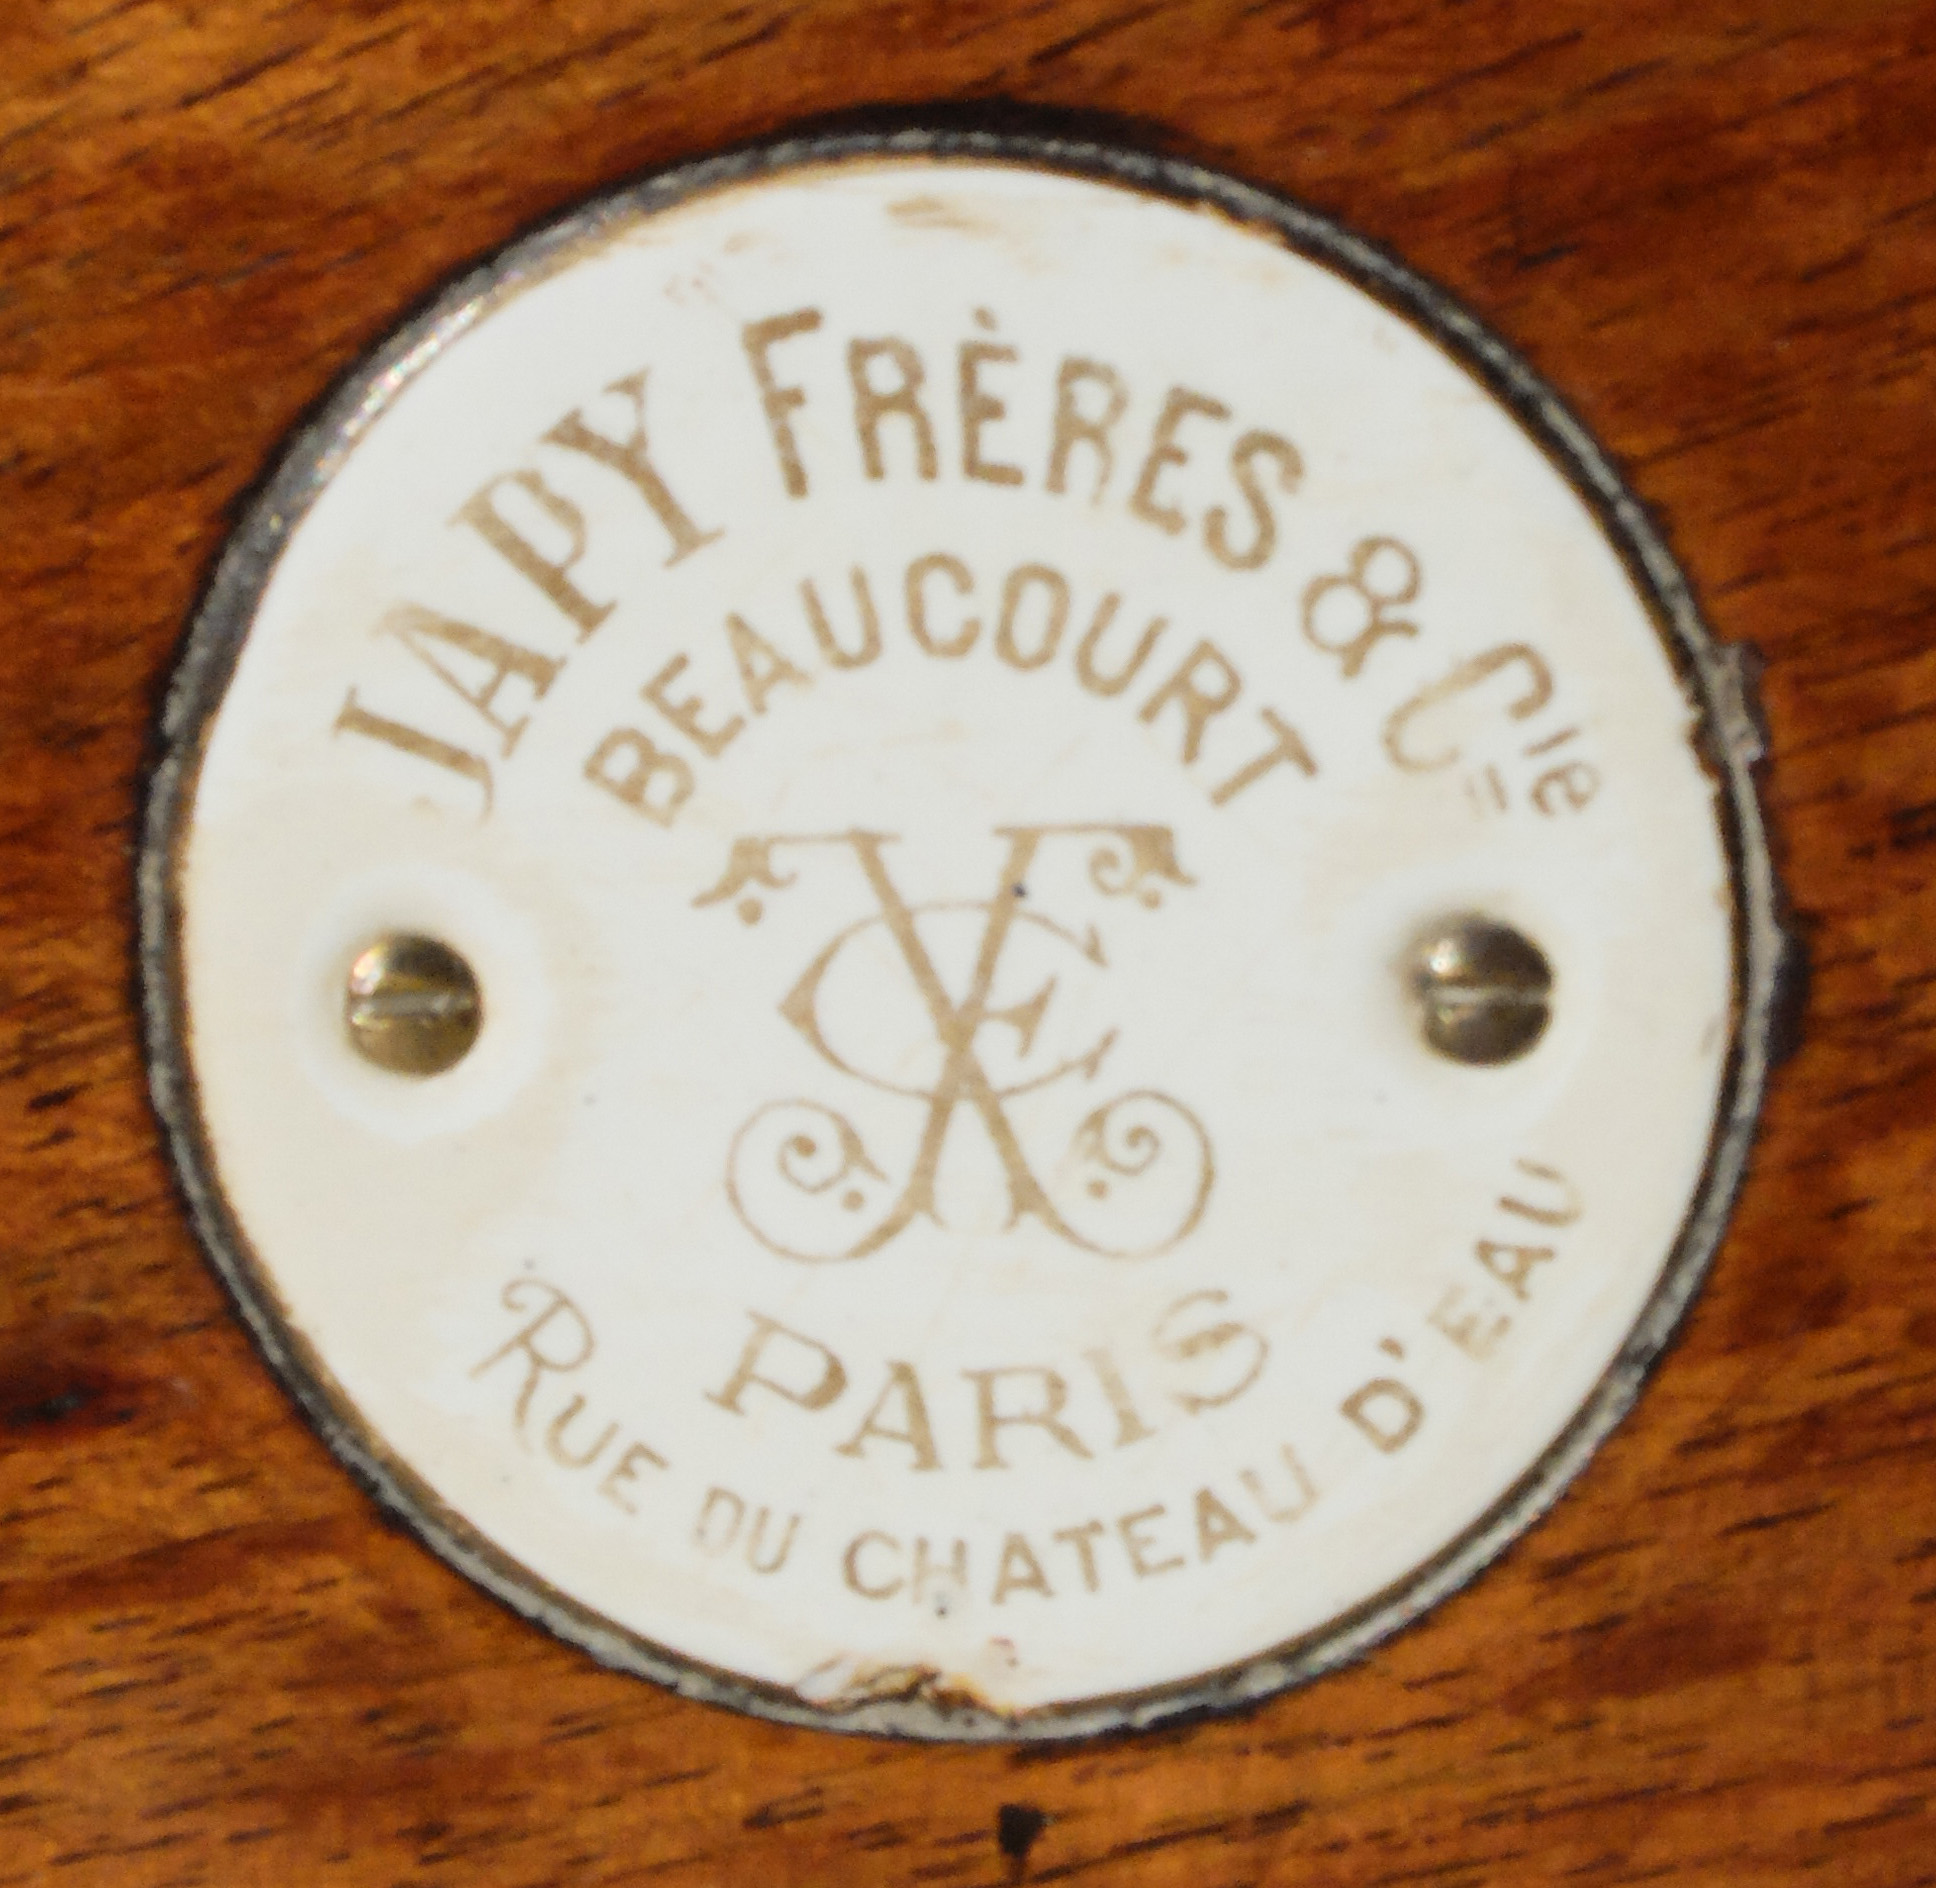 JAPY FRÈRES & Cie
BEAUCOURT
PARIS
RUE DU CHATEAU D'EAU